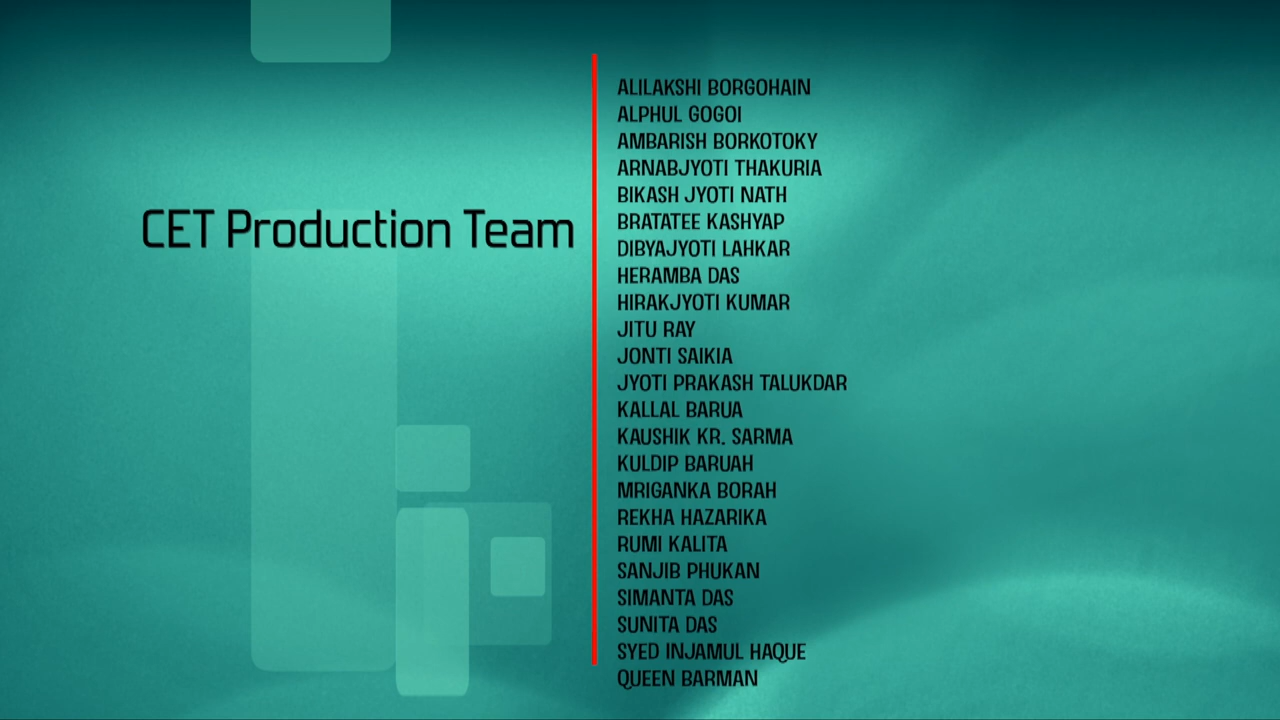 CET Production Team
ALILAKSHI BORGOHAIN
ALPHUL GOGOI
AMBARISH BORKOTOKY
ARNABJYOTI THAKURIA
BIKASH JYOTI NATH
BRATATEE KASHYAP
DIBYAJYOTI LAHKAR
HERAMBA DAS
HIRAKJYOTI KUMAR
JITU RAY
JONTI SAIKIA
JYOTI PRAKASH TALUKDAR
KALLAL BARUA
KAUSHIK KR. SARMA
KULDIP BARUAH
MRIGANKA BORAH
REKHA HAZARIKA
RUMI KALITA
SANJIB PHUKAN
SIMANTA DAS
SUNITA DAS
SYED INJAMUL HAQUE
QUEEN BARMAN